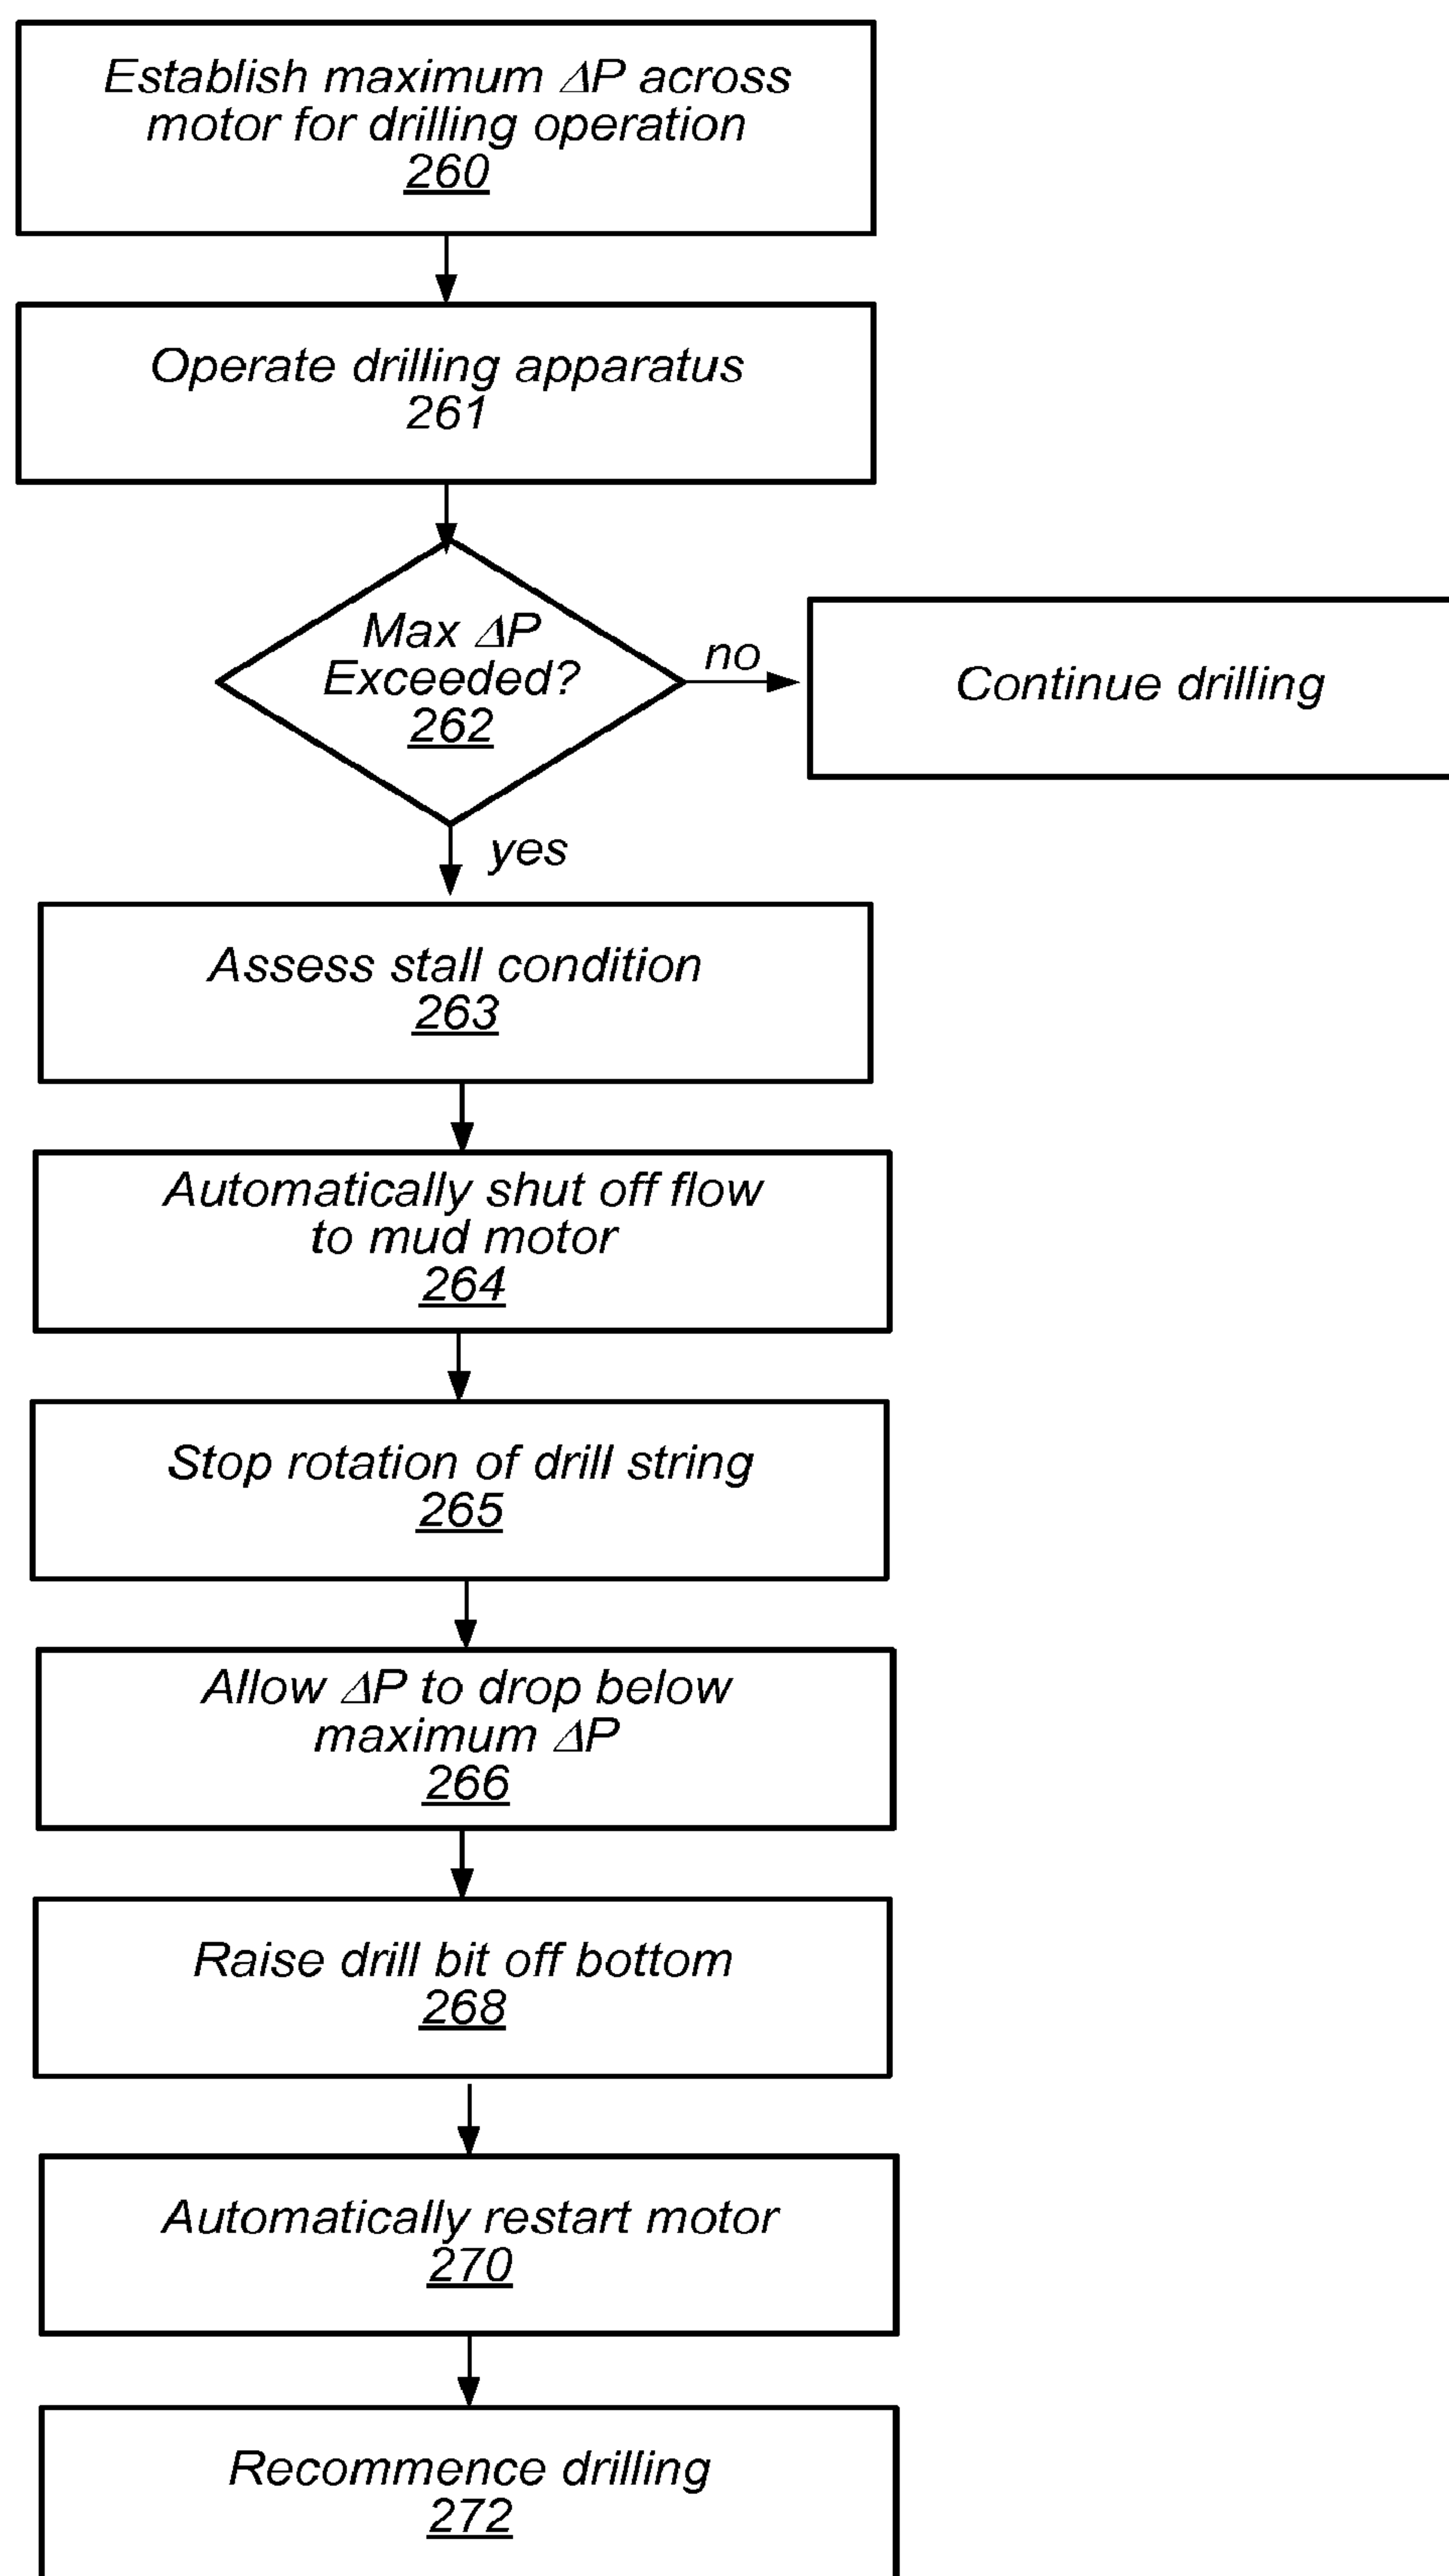 Establish maximum ΔP across
motor for drilling operation
260
Operate drilling apparatus
261
Max ΔP
Exceeded?
262
no
Continue drilling
yes
Assess stall condition
263
Automatically shut off flow
to mud motor
264
Stop rotation of drill string
265
Allow ΔP to drop below
maximum ΔP
266
Raise drill bit off bottom
268
Automatically restart motor
270
Recommence drilling
272